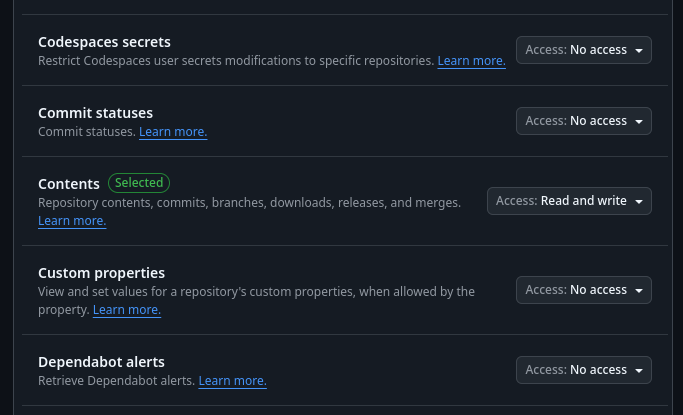 Codespaces secrets
Restrict Codespaces user secrets modifications to specific repositories. Learn more.
Access: No access
Commit statuses
Commit statuses. Learn more.
Access: No access
Contents Selected
Repository contents, commits, branches, downloads, releases, and merges.
Learn more.
Access: Read and write
Custom properties
View and set values for a repository's custom properties, when allowed by the
property. Learn more.
Access: No access
Dependabot alerts
Retrieve Dependabot alerts. Learn more.
Access: No access